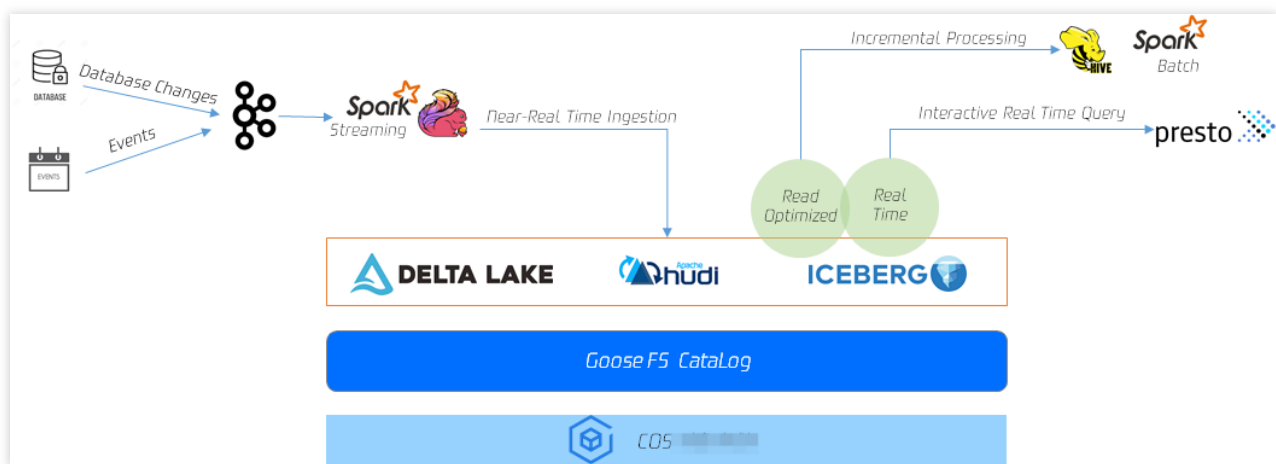 DATABASE
Database Changes
Events
EVENTS
Spark
Streaming
Near-Real Time Ingestion
Incremental Processing
HIVE
Spark
Batch
Interactive Real Time Query
presto
Read
Optimized
Real
Time
DELTA LAKE
Apache
hudi
ICEBERG
Goose FS CataLog
COS